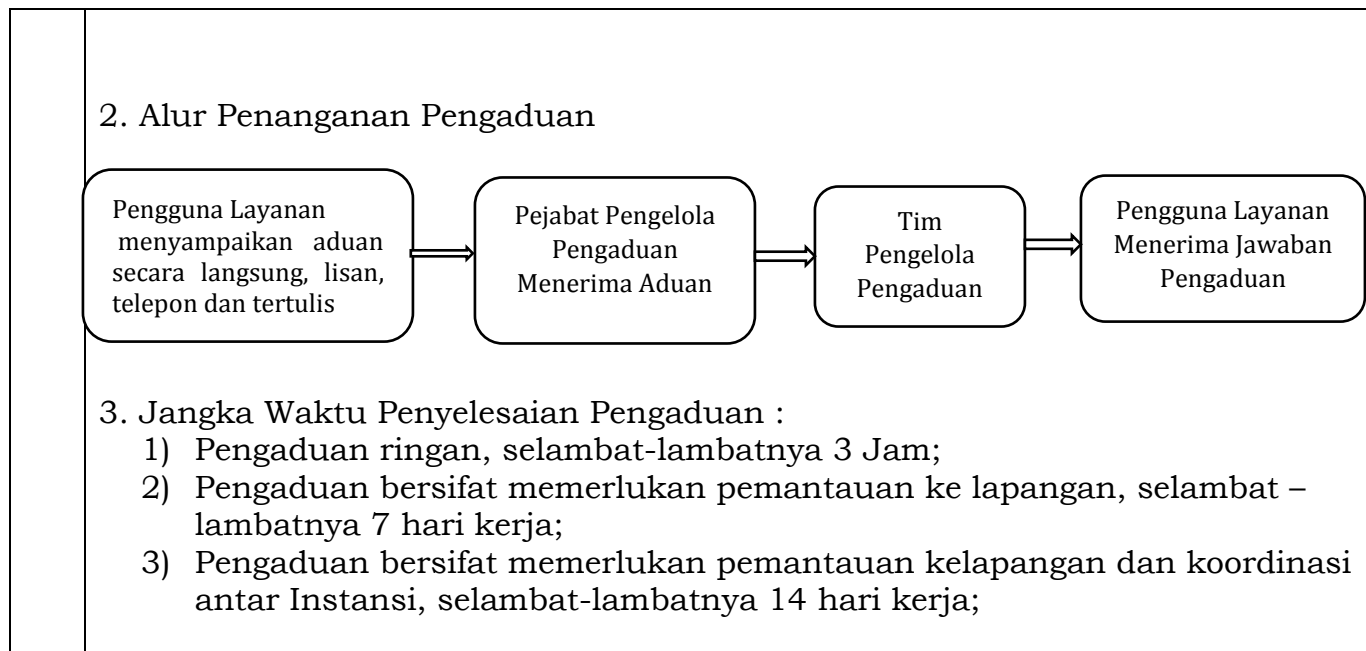 2. Alur Penanganan Pengaduan
Pengguna Layanan
menyampaikan aduan
secara langsung, lisan,
telepon dan tertulis
Pejabat Pengelola
Pengaduan
Menerima Aduan
Tim
Pengelola
Pengaduan
Pengguna Layanan
Menerima Jawaban
Pengaduan
3. Jangka Waktu Penyelesaian Pengaduan :
1) Pengaduan ringan, selambat-lambatnya 3 Jam;
2) Pengaduan bersifat memerlukan pemantauan ke lapangan, selambat –
lambatnya 7 hari kerja;
3) Pengaduan bersifat memerlukan pemantauan kelapangan dan koordinasi
antar Instansi, selambat-lambatnya 14 hari kerja;